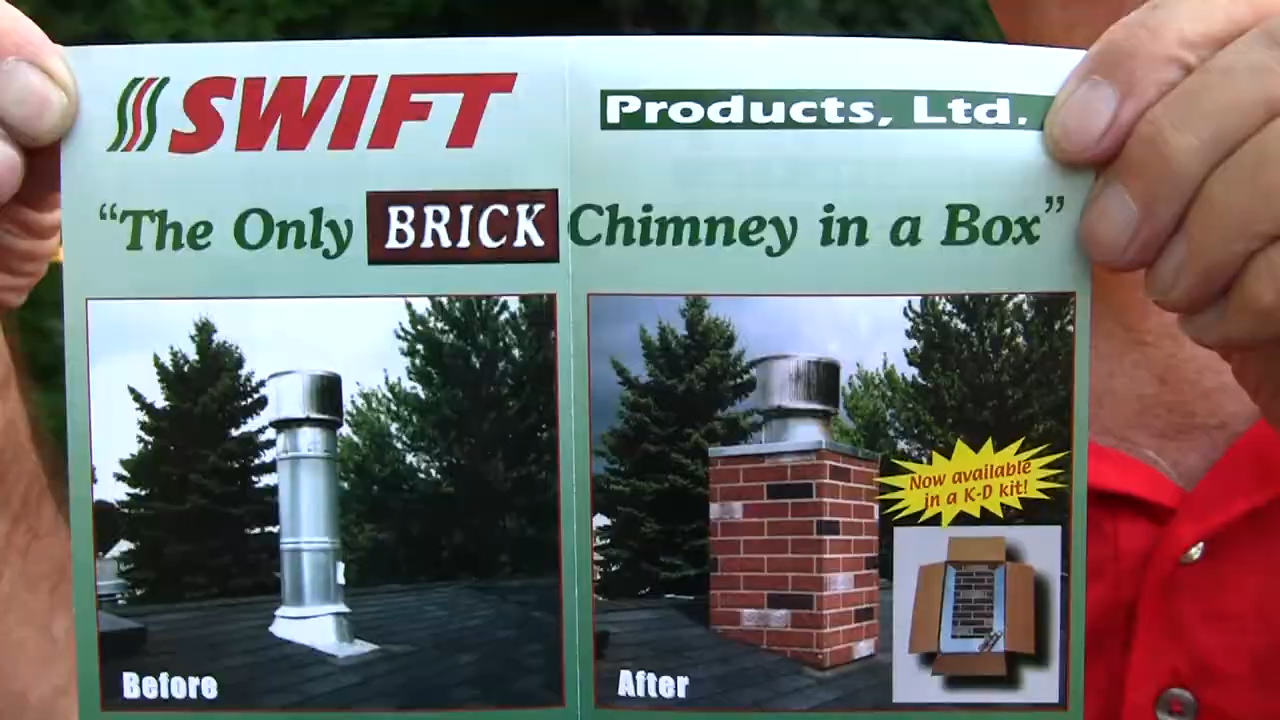 SWIFT Products, Ltd.
“The Only BRICK Chimney in a Box”
Now available
in a K-D kit!
Before
After